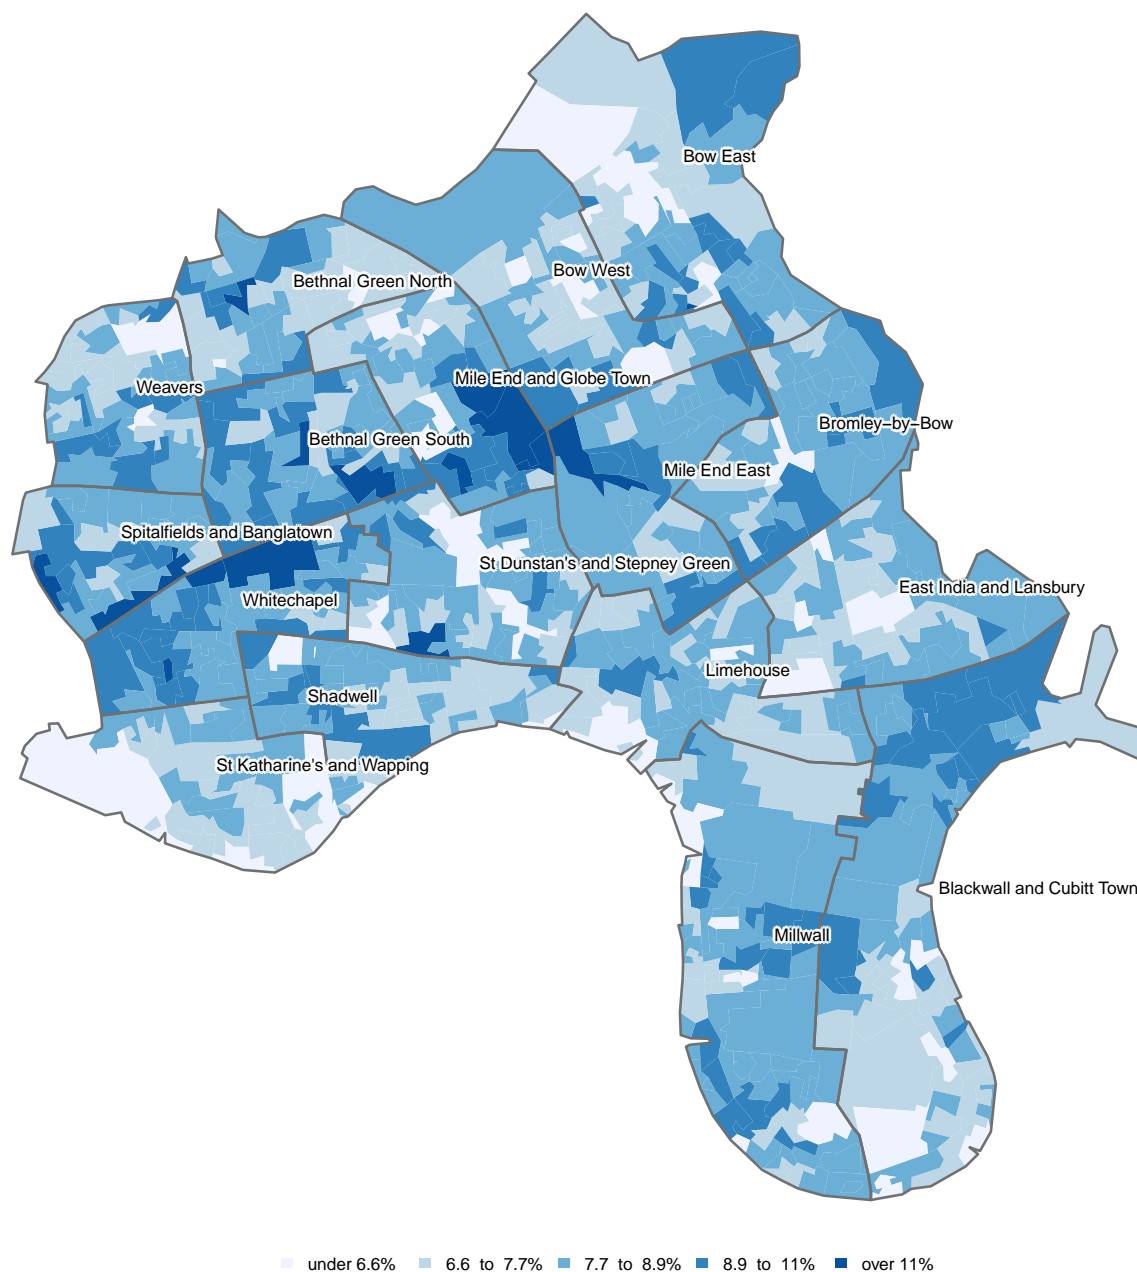 Bow East
Bow West
Bethnal Green North
Mile End and Globe Town
Weavers
Bromley−by−Bow
Bethnal Green South
Mile End East
Spitalfields and Banglatown
St Dunstan's and Stepney Green
East India and Lansbury
Whitechapel
Limehouse
Shadwell
St Katharine's and Wapping
Blackwall and Cubitt Town
Millwall
under 6.6% 6.6 to 7.7% 7.7 to 8.9% 8.9 to 11% over 11%